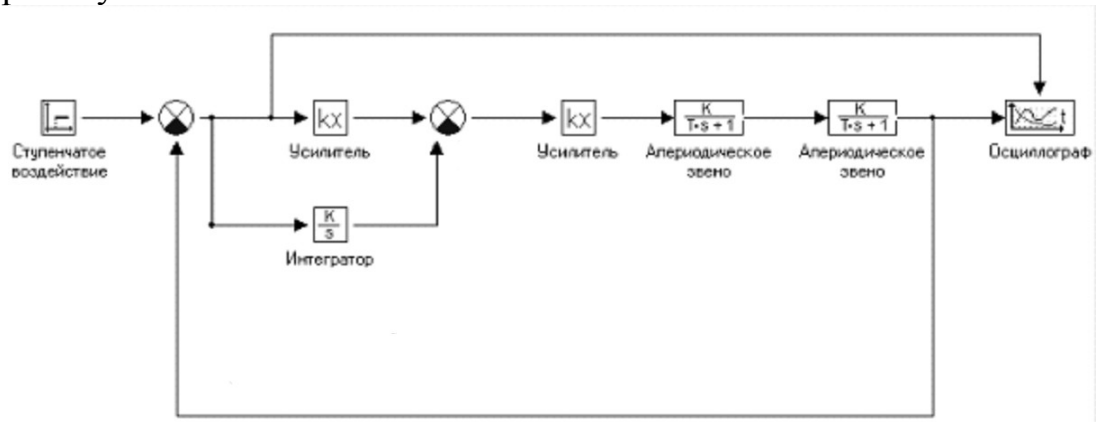 kx
kx
K
T•s + 1
K
T•s + 1
t
Ступенчатое
воздействие
Усилитель
Усилитель
Апериодическое
звено
Апериодическое
звено
Осциллограф
K
s
Интегратор